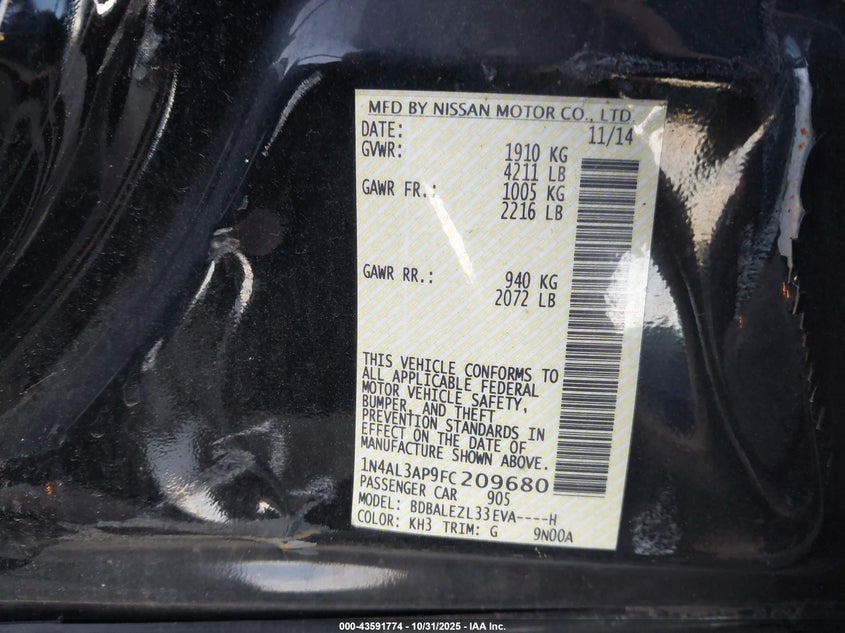 MFD BY NISSAN MOTOR CO., LTD.
DATE: 11/14
GVWR: 1910 KG
4211 LB
GAWR FR.: 1005 KG
2216 LB
GAWR RR.: 940 KG
2072 LB
THIS VEHICLE CONFORMS TO
ALL APPLICABLE FEDERAL
MOTOR VEHICLE SAFETY,
BUMPER, AND THEFT
PREVENTION STANDARDS IN
EFFECT ON THE DATE OF
MANUFACTURE SHOWN ABOVE.
1N4AL3AP9FC209680
PASSENGER CAR 905
MODEL: BDBALEZL33EVA----H
COLOR: KH3 TRIM: G 9N00A
000-43591774 - 10/31/2025 - IAA Inc.